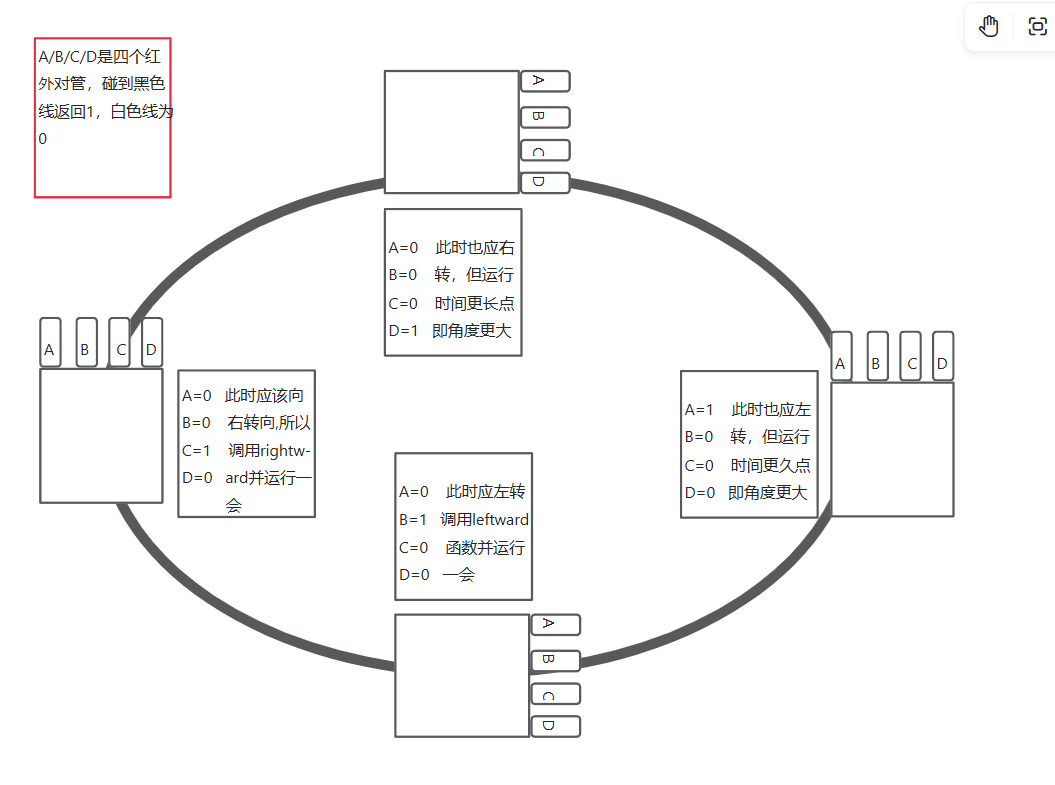 A/B/C/D是四个红
外对管，碰到黑色
线返回1，白色线为
0
A
B
C
D
A=0 此时也应右
B=0 转，但运行
C=0 时间更长点
D=1 即角度更大
A B C D
A=0 此时应该向
B=0 右转向,所以
C=1 调用rightw-
D=0 ard并运行一
会
A B C D
A=1 此时也应左
B=0 转，但运行
C=0 时间更久点
D=0 即角度更大
A=0 此时应左转
B=1 调用leftward
C=0 函数并运行
D=0 一会
A
B
C
D